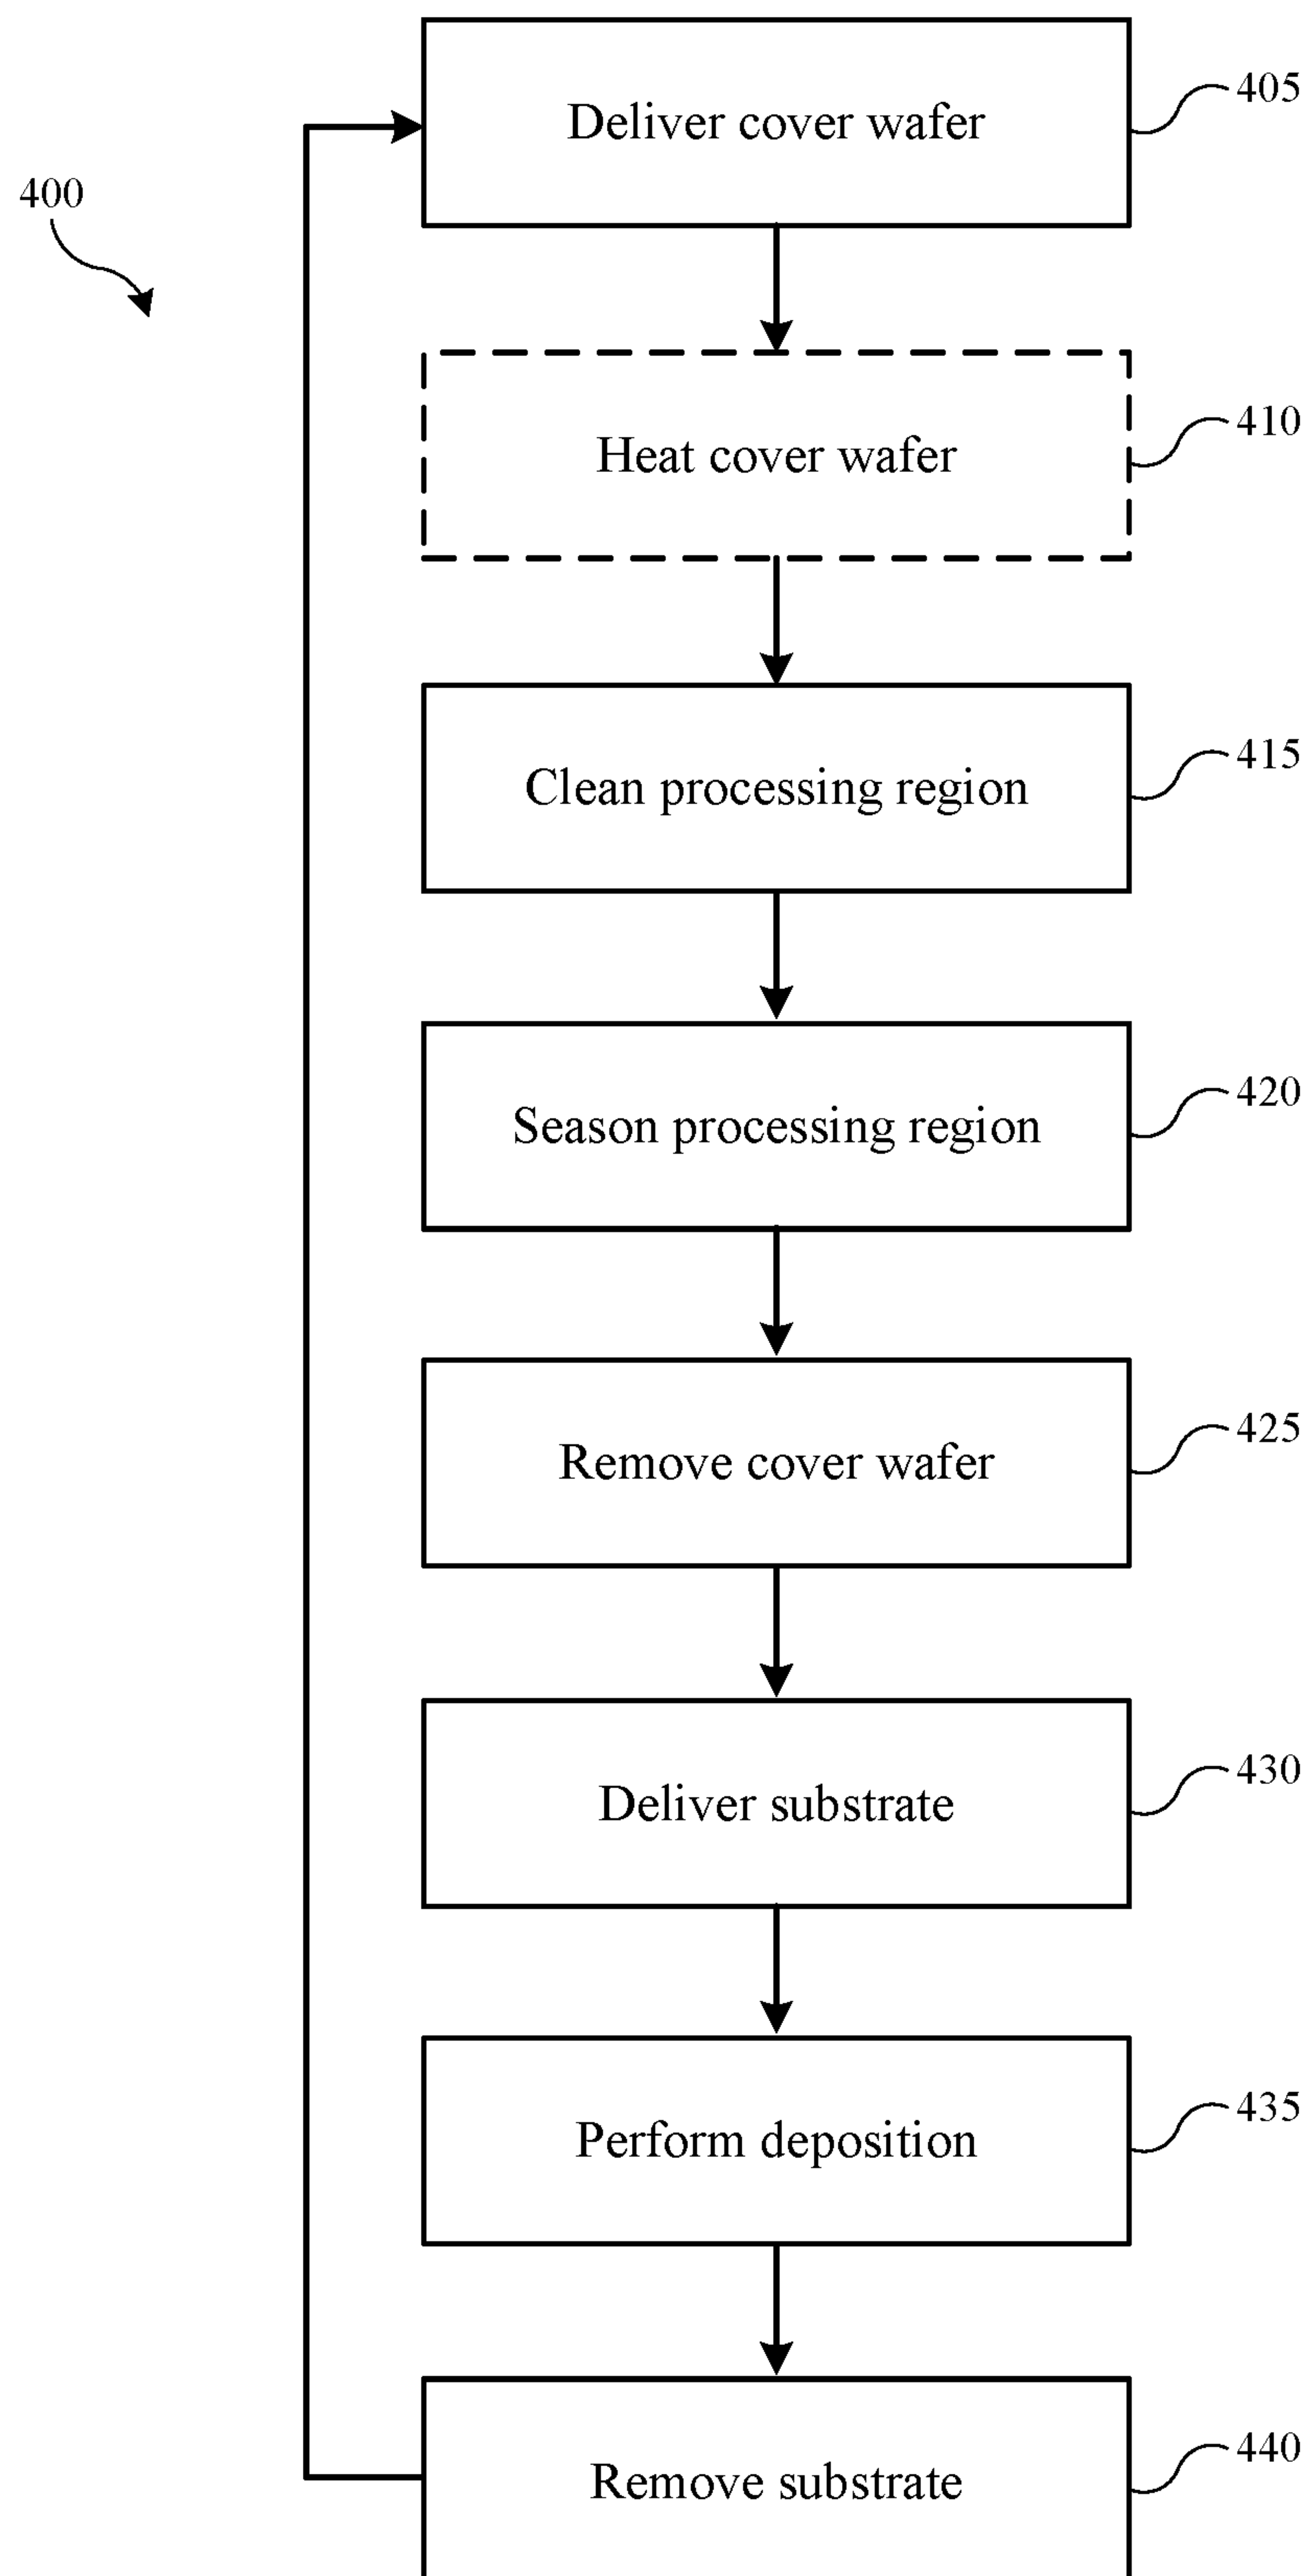 405
Deliver cover wafer
400
410
Heat cover wafer
415
Clean processing region
420
Season processing region
425
Remove cover wafer
430
Deliver substrate
435
Perform deposition
440
Remove substrate